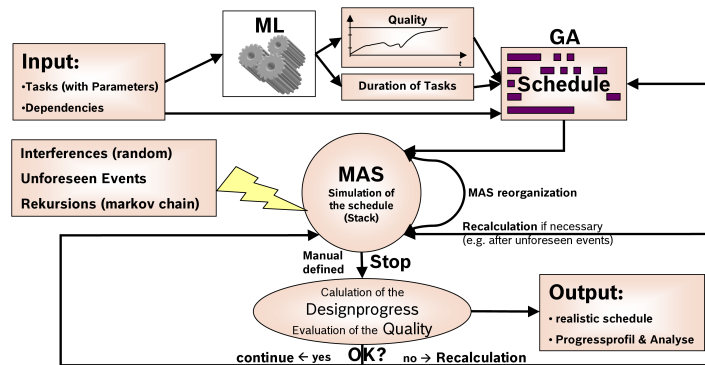 Input:
•Tasks (with Parameters)
•Dependencies
ML
Quality
t
Duration of Tasks
GA
Schedule
Interferences (random)
Unforeseen Events
Rekursions (markov chain)
MAS
Simulation of
the schedule
(Stack)
MAS reorganization
Recalculation if necessary
(e.g. after unforeseen events)
Manual
defined
Stop
Calulation of the
Designprogress
Evaluation of the Quality
Output:
• realistic schedule
• Progressprofil & Analyse
continue ← yes OK? no → Recalculation